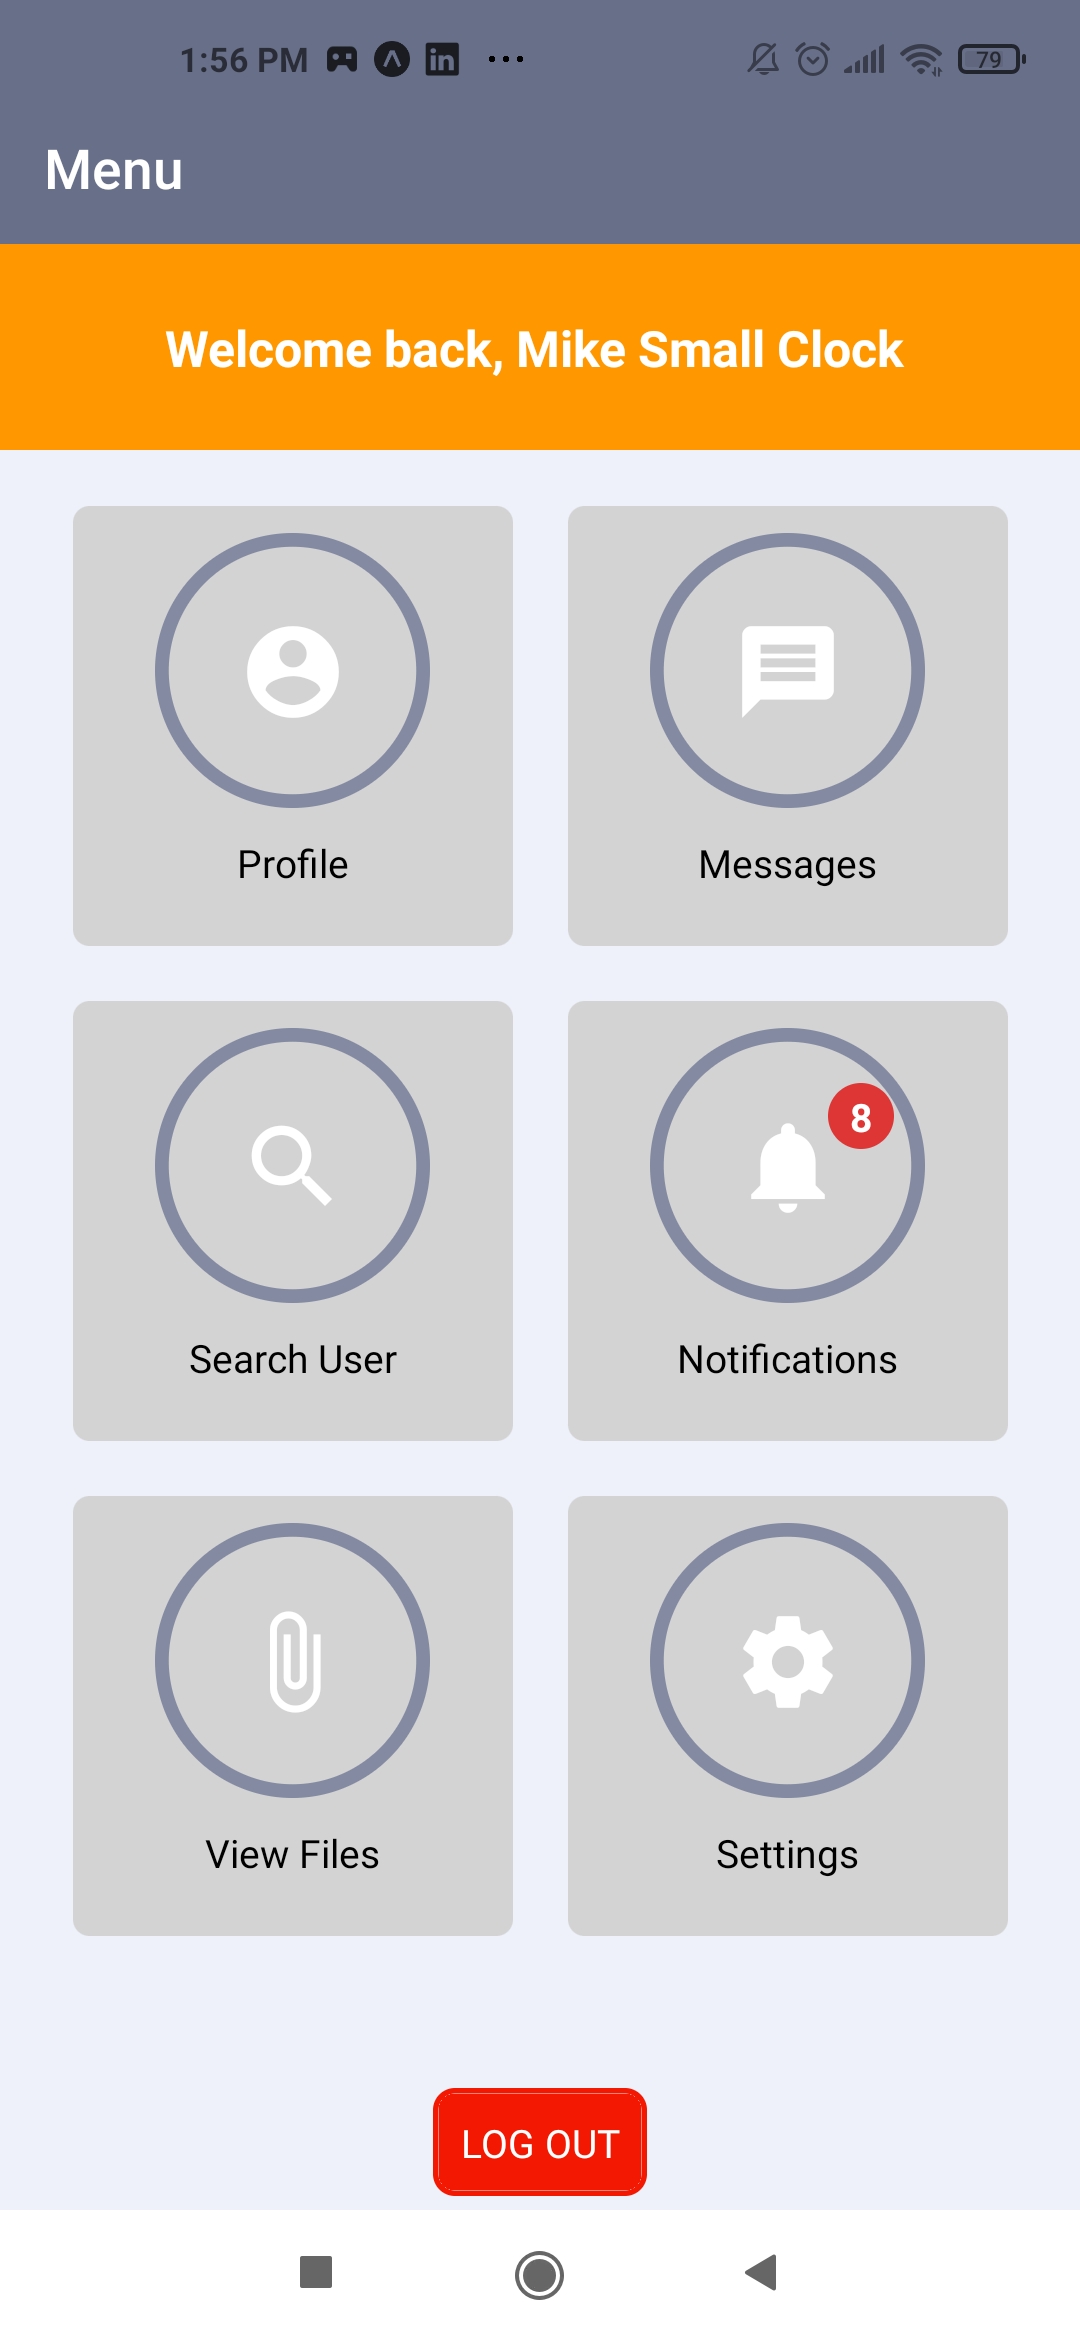 1:56 PM in ... 79
Menu
Welcome back, Mike Small Clock
Profile Messages
8
Search User Notifications
View Files Settings
LOG OUT